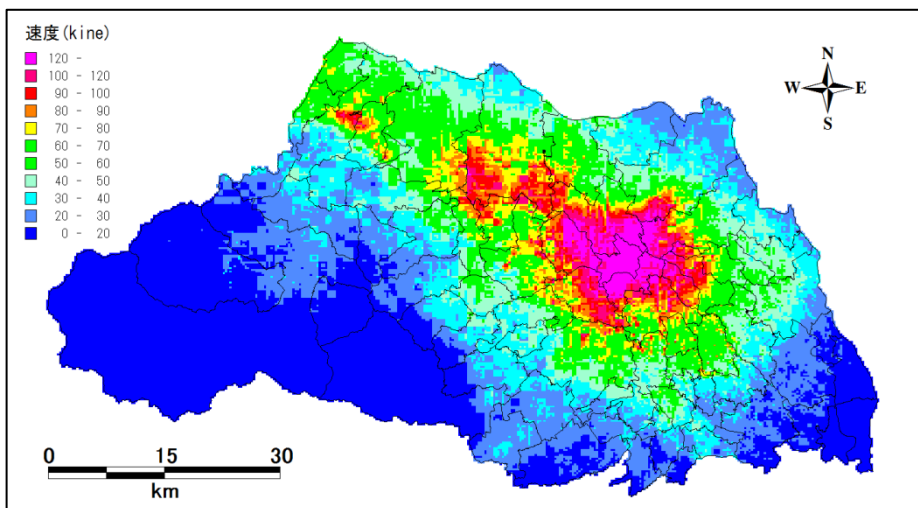 速度(kine)
120 -
100 - 120
90 - 100
80 - 90
70 - 80
60 - 70
50 - 60
40 - 50
30 - 40
20 - 30
0 - 20
N
W E
S
0 15 30
km